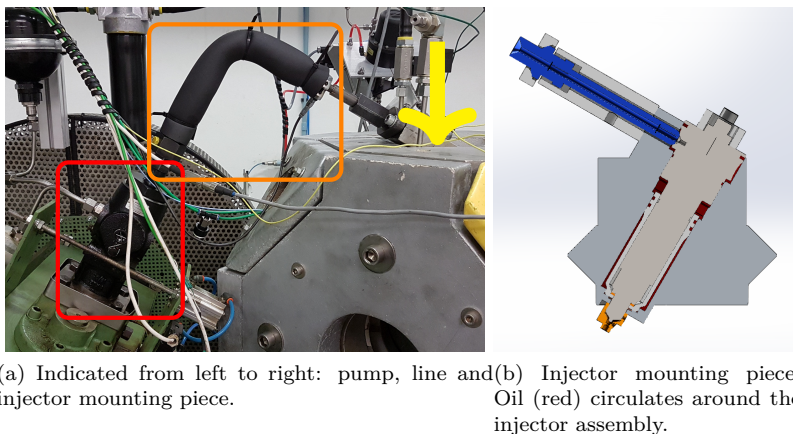 (a) Indicated from left to right: pump, line and
injector mounting piece.
(b) Injector mounting piece
Oil (red) circulates around the
injector assembly.